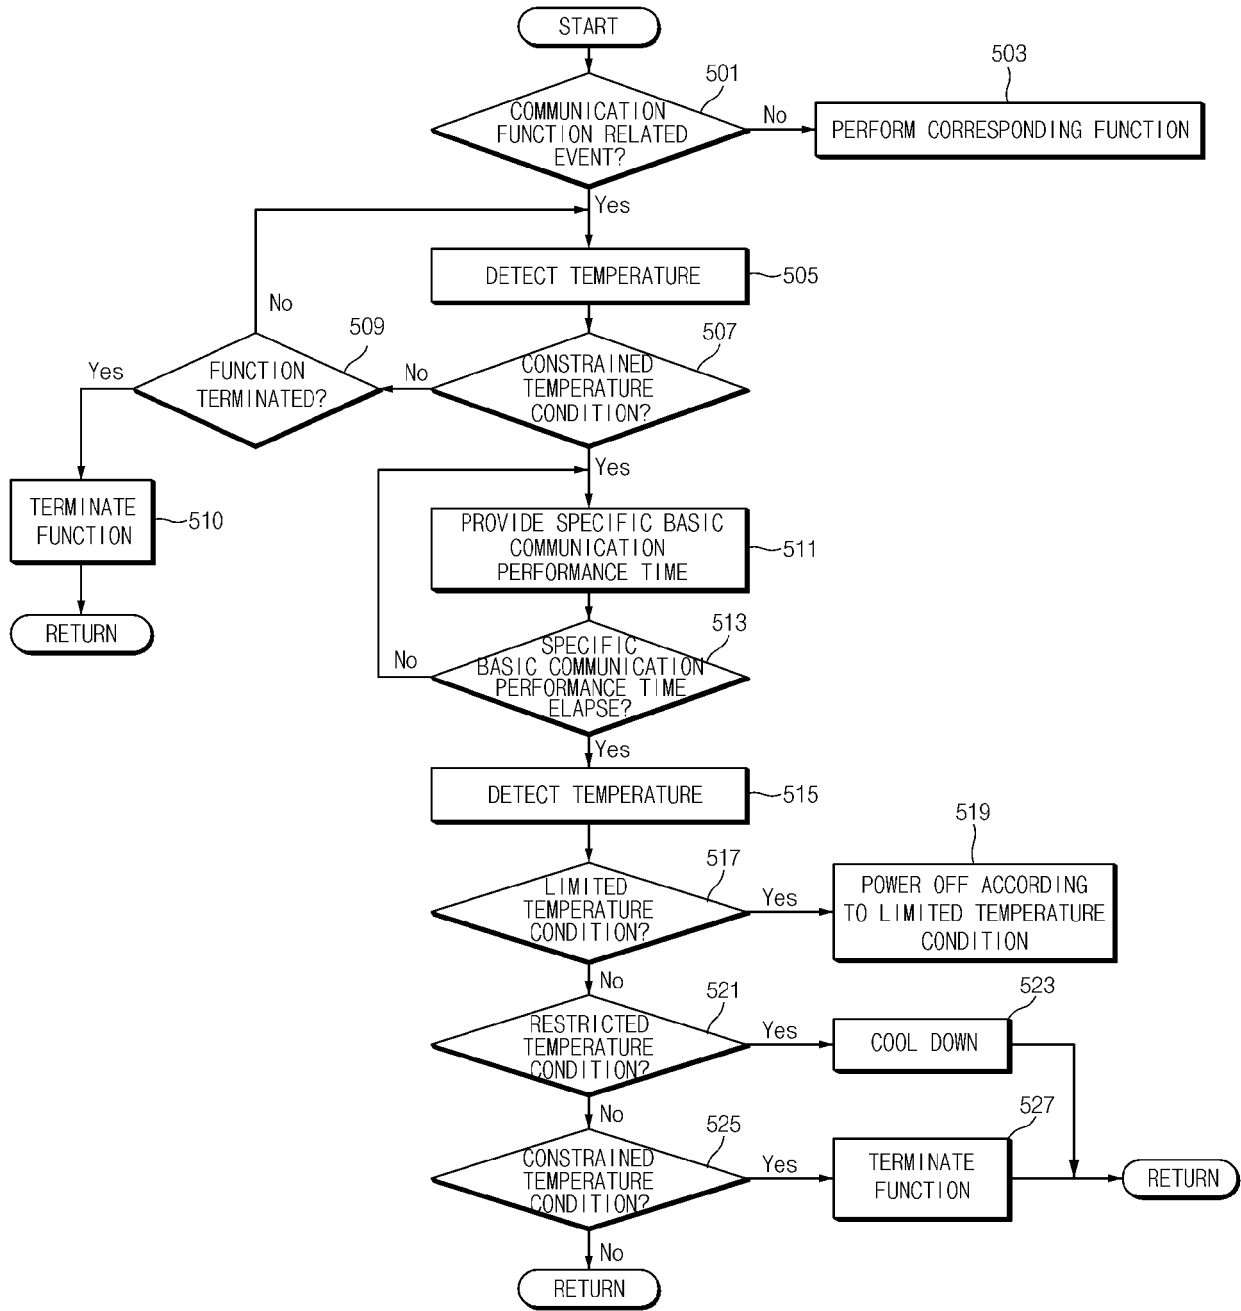 START
501
COMMUNICATION
FUNCTION RELATED
EVENT?
No
503
PERFORM CORRESPONDING FUNCTION
Yes
DETECT TEMPERATURE
505
No
509
FUNCTION
TERMINATED?
Yes
No
507
CONSTRAINED
TEMPERATURE
CONDITION?
Yes
TERMINATE
FUNCTION
510
RETURN
PROVIDE SPECIFIC BASIC
COMMUNICATION
PERFORMANCE TIME
511
513
SPECIFIC
BASIC COMMUNICATION
PERFORMANCE TIME
ELAPSE?
No
Yes
DETECT TEMPERATURE
515
517
LIMITED
TEMPERATURE
CONDITION?
Yes
519
POWER OFF ACCORDING
TO LIMITED TEMPERATURE
CONDITION
No
521
RESTRICTED
TEMPERATURE
CONDITION?
Yes
523
COOL DOWN
No
525
CONSTRAINED
TEMPERATURE
CONDITION?
Yes
527
TERMINATE
FUNCTION
RETURN
No
RETURN